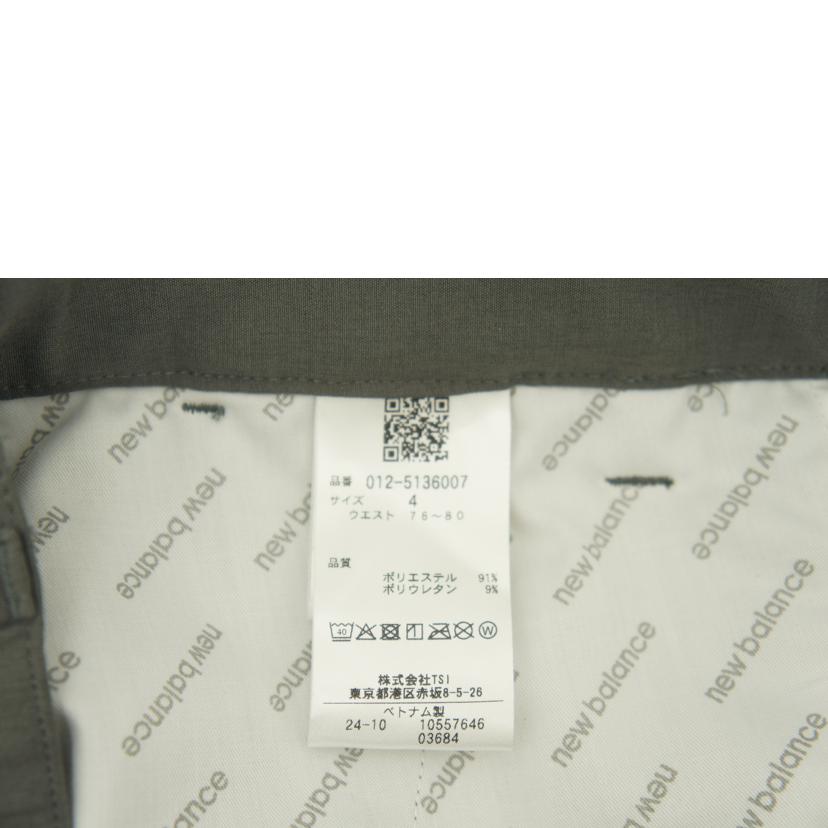 品番 012-5136007
サイズ 4
ウエスト 76～80
品質
ポリエステル 91%
ポリウレタン 9%
40 W
株式会社TSI
東京都港区赤坂8-5-26
ベトナム製
24-10 10557646
03684
new balance
new balance
new balance
new balance
new balance
new balance
new balance
new balance